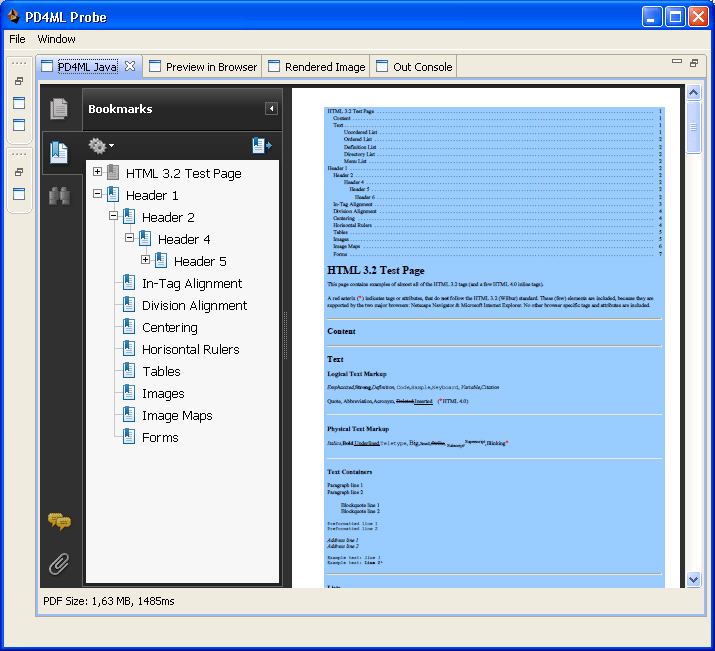 PD4ML Probe
File Window
PD4ML Java Preview in Browser Rendered Image Out Console
Bookmarks
HTML 3.2 Test Page
Header 1
Header 2
Header 4
Header 5
In-Tag Alignment
Division Alignment
Centering
Horisontal Rulers
Tables
Images
Image Maps
Forms
HTML 3.2 Test Page 1
Content 1
Text 1
Unordered List 1
Ordered List 2
Definition List 2
Directory List 2
Menu List 2
Header 1 2
Header 2 2
Header 4 2
Header 5 2
Header 6 2
In-Tag Alignment 3
Division Alignment 4
Centering 4
Horisontal Rulers 4
Tables 5
Images 5
Image Maps 6
Forms 7
HTML 3.2 Test Page
This page contains examples of almost all of the HTML 3.2 tags (and a few HTML 4.0 inline tags).
A red asterix (*) indicates tags or attributes, that do not follow the HTML 3.2 (Wilbur) standard. These (few) elements are included, because they are
supported by the two major browsers: Netscape Navigator & Microsoft Internet Explorer. No other browser specific tags and attributes are included.
Content
Text
Logical Text Markup
Emphasized,Strong,Definition, Code,Sample,Keyboard, Variable,Citation
Quote, Abbreviation,Acronym, Deleted,Inserted (*HTML 4.0)
Physical Text Markup
Italics,Bold,Underlined,Teletype, Big,Small,Strike, Subscript, Superscript,Blinking*
Text Containers
Paragraph line 1
Paragraph line 2
Blockquote line 1
Blockquote line 2
Preformatted line 1
Preformatted line 2
Address line 1
Address line 2
Example text: line 1
Example text: line 2*
PDF Size: 1,63 MB, 1485ms